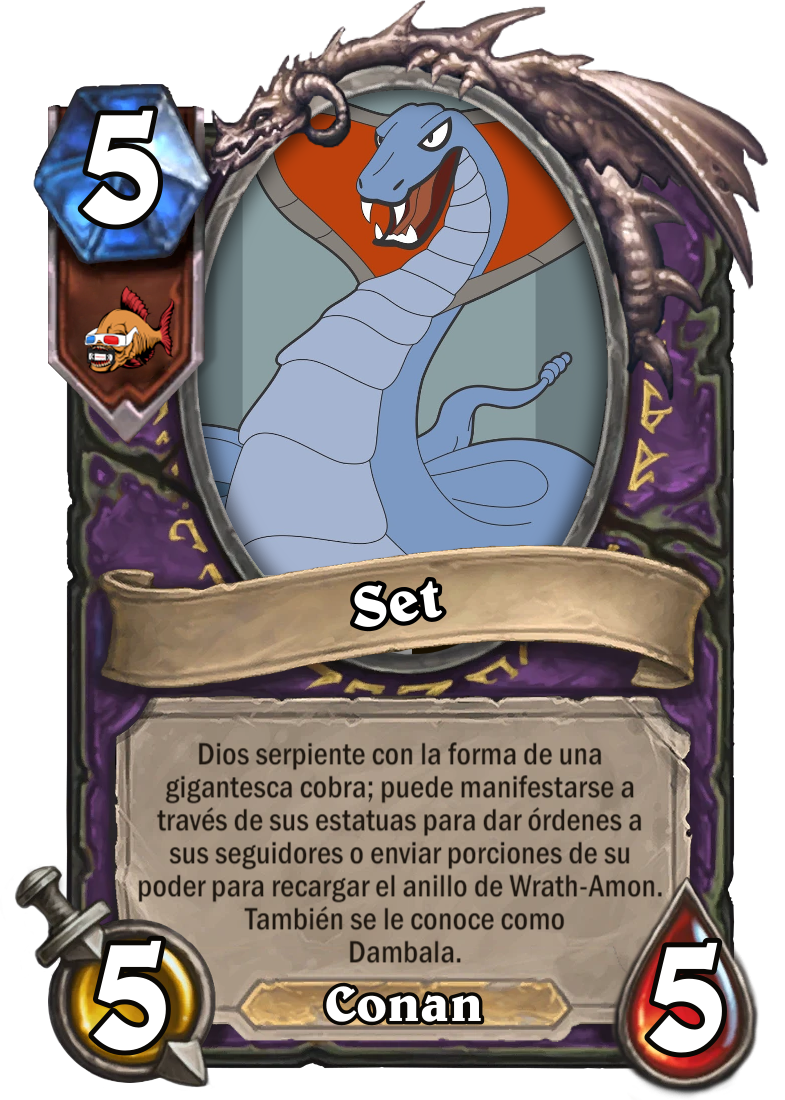 5
Set
Dios serpiente con la forma de una
gigantesca cobra; puede manifestarse a
través de sus estatuas para dar órdenes a
sus seguidores o enviar porciones de su
poder para recargar el anillo de Wrath-Amon.
También se le conoce como
Dambala.
5
Conan
5